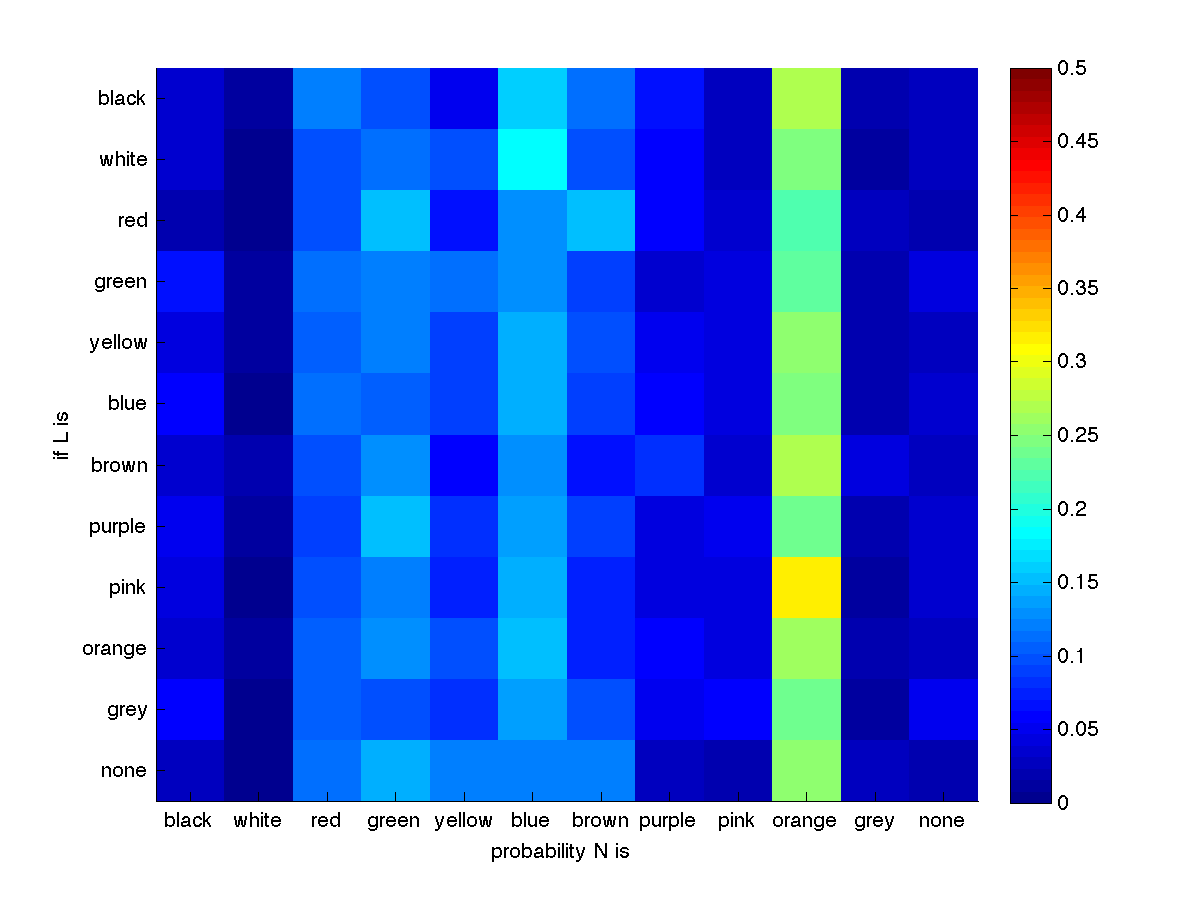 black
white
red
green
yellow
blue
brown
purple
pink
orange
grey
none
if L is
black white red green yellow blue brown purple pink orange grey none
probability N is
0.5
0.45
0.4
0.35
0.3
0.25
0.2
0.15
0.1
0.05
0